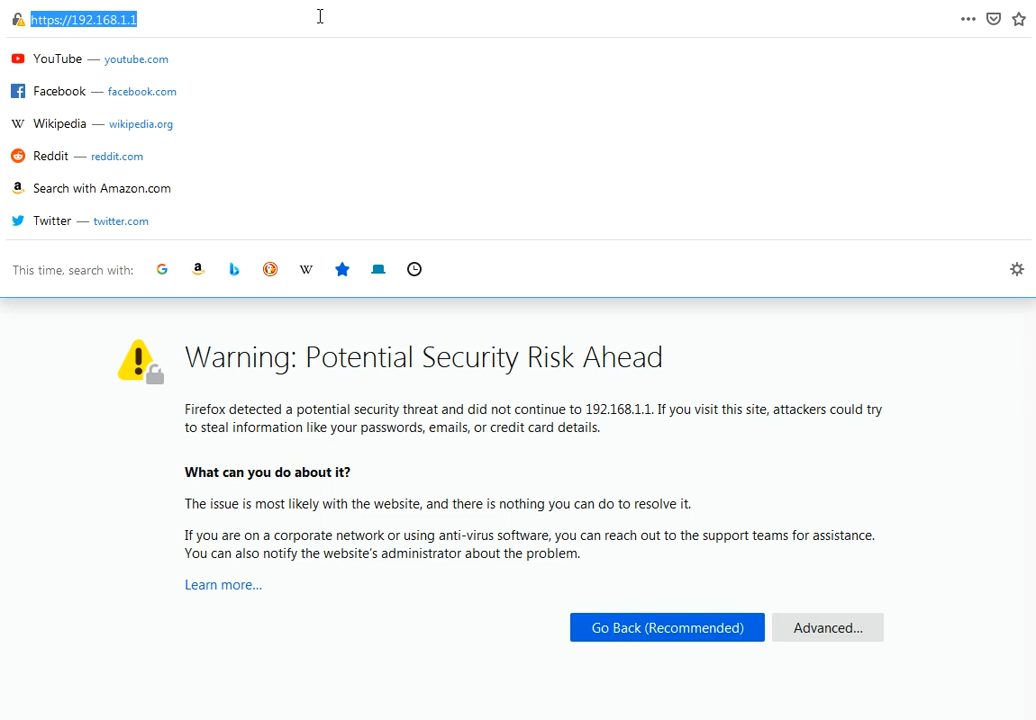 https://192.168.1.1
YouTube — youtube.com
Facebook — facebook.com
W Wikipedia — wikipedia.org
Reddit — reddit.com
a Search with Amazon.com
Twitter — twitter.com
This time, search with: G a b W
Warning: Potential Security Risk Ahead
Firefox detected a potential security threat and did not continue to 192.168.1.1. If you visit this site, attackers could try
to steal information like your passwords, emails, or credit card details.
What can you do about it?
The issue is most likely with the website, and there is nothing you can do to resolve it.
If you are on a corporate network or using anti-virus software, you can reach out to the support teams for assistance.
You can also notify the website's administrator about the problem.
Learn more...
Go Back (Recommended) Advanced...